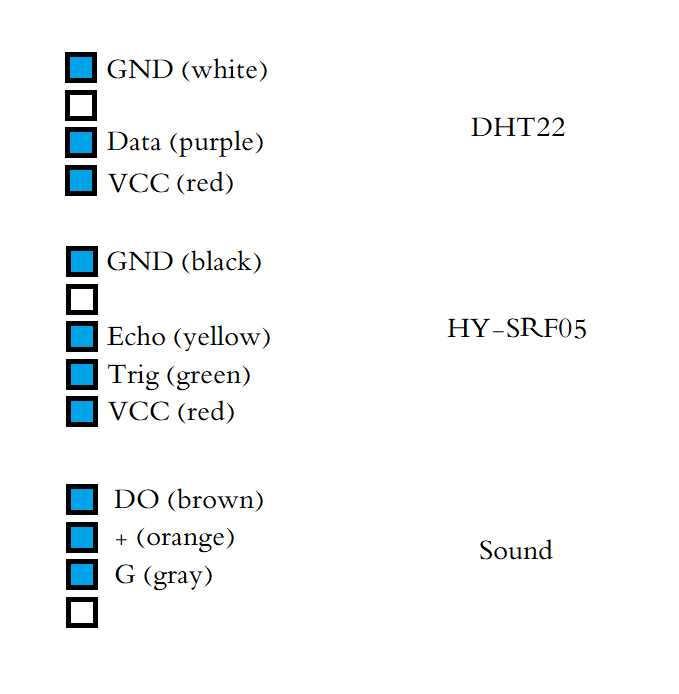 GND (white)
Data (purple)
VCC (red)
DHT22
GND (black)
Echo (yellow)
Trig (green)
VCC (red)
HY-SRF05
DO (brown)
+ (orange)
G (gray)
Sound